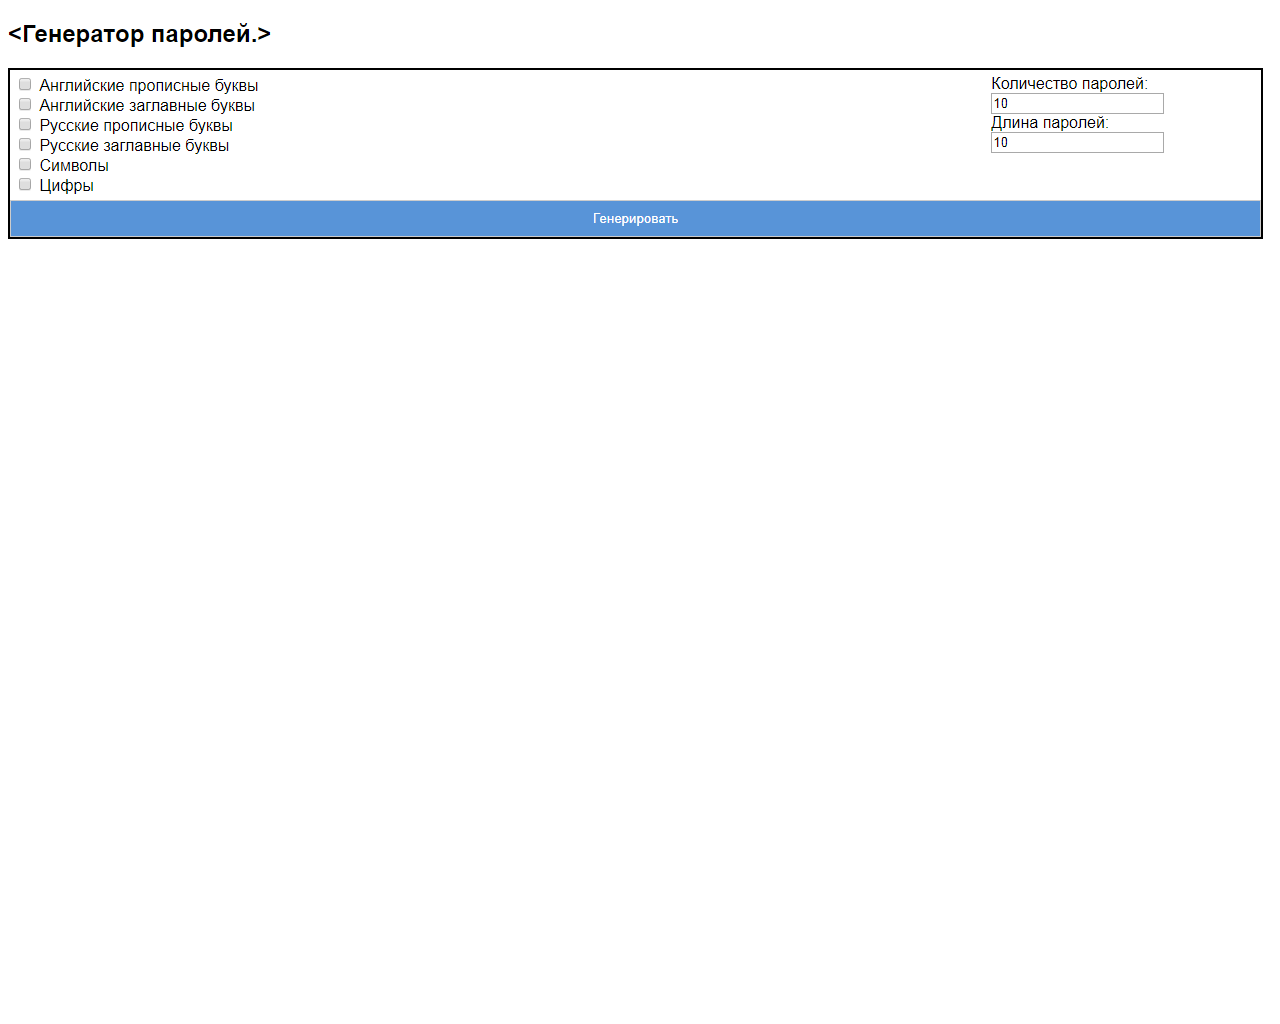 <Генератор паролей.>
Английские прописные буквы
Английские заглавные буквы
Русские прописные буквы
Русские заглавные буквы
Символы
Цифры
Количество паролей:
10
Длина паролей:
10
Генерировать